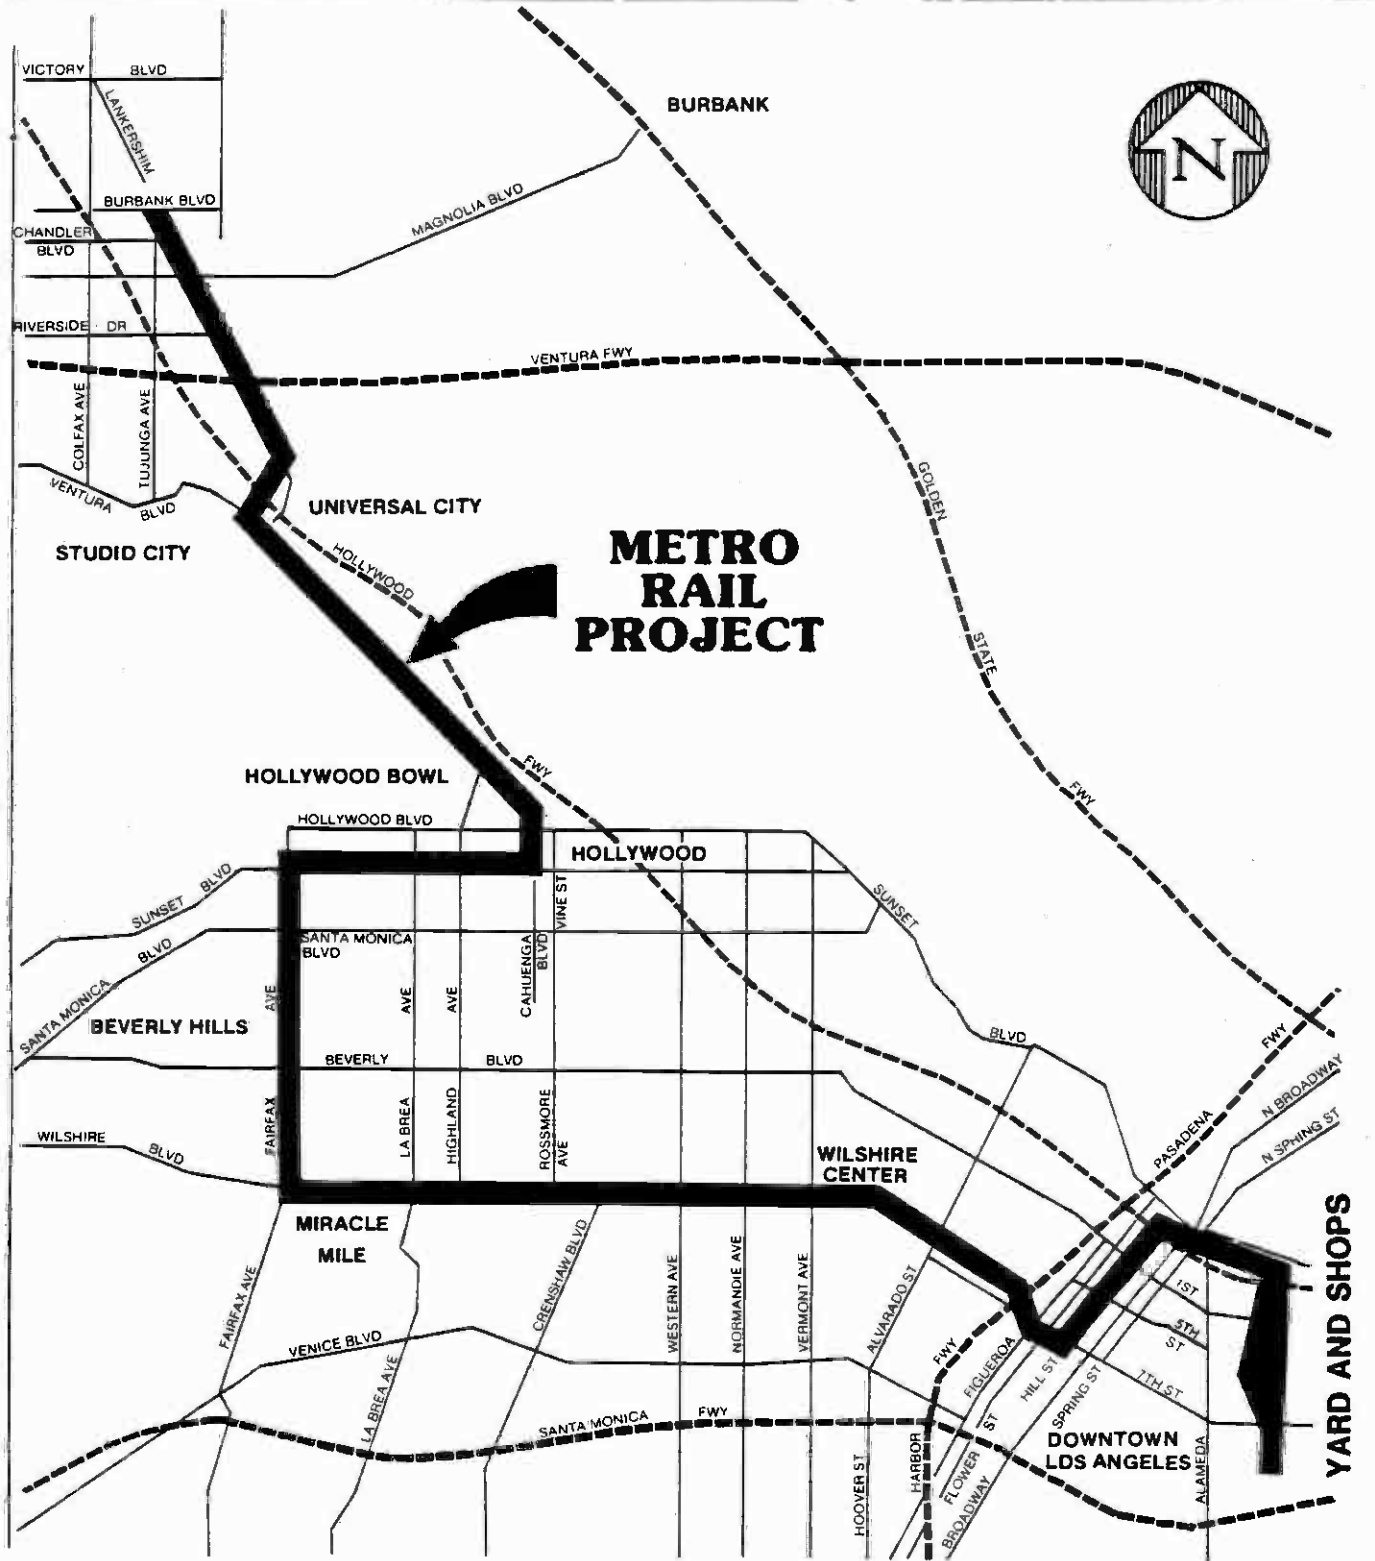 VICTORY BLVD
LANKERSHIM
BURBANK
N
BURBANK BLVD
MAGNOLIA BLVD
CHANDLER
BLVD
RIVERSIDE DR
VENTURA FWY
COLFAX AVE
TUJUNGA AVE
VENTURA BLVD
GOLDEN
STATE
FWY
UNIVERSAL CITY
STUDID CITY
HOLLYWOOD
FWY
METRO
RAIL
PROJECT
HOLLYWOOD BOWL
HOLLYWOOD BLVD
HOLLYWOOD
SUNSET BLVD
SUNSET
BLVD
VINE ST
SANTA MONICA
BLVD
SANTA MONICA BLVD
CAHUENGA
BLVD
AVE
AVE
AVE
BEVERLY HILLS
BEVERLY BLVD
FAIRFAX
LA BREA
HIGHLAND
ROSSMORE
AVE
WILSHIRE BLVD
WILSHIRE
CENTER
PASADENA
FWY
N BROADWAY
N SPHING ST
MIRACLE
MILE
FAIRFAX AVE
LA BREA AVE
CRENSHAW BLVD
WESTERN AVE
NORMANDIE AVE
VERMONT AVE
ALVARADO ST
VENICE BLVD
1ST
5TH
ST
7TH ST
FWY
FIGUEROA
ST
HILL ST
SPRING ST
SANTA MONICA FWY
HOOVER ST
HARBOR
FLOWER
BROADWAY
DOWNTOWN
LDS ANGELES
ALAMEDA
YARD AND SHOPS